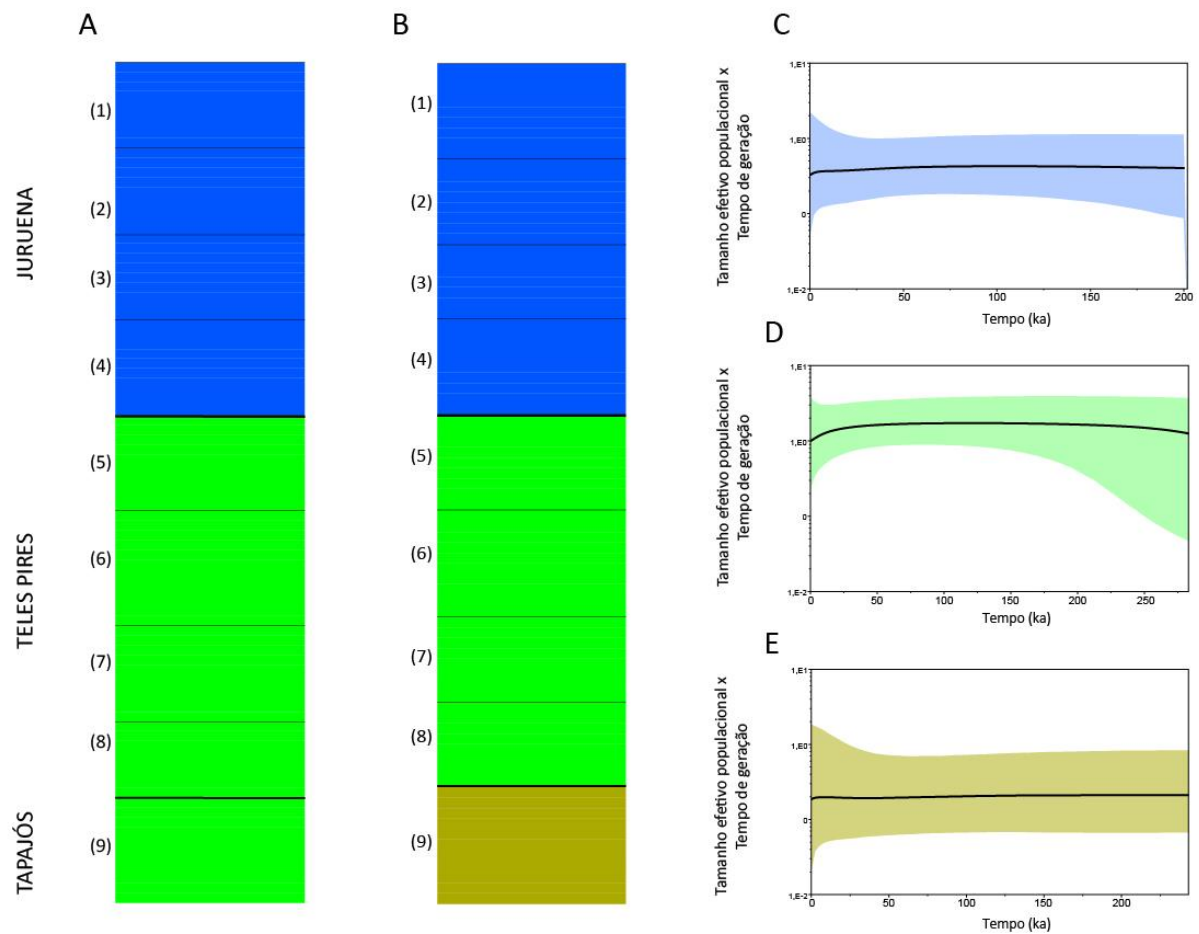 A
B
JURUENA
TELES PIRES
TAPAJÓS
(1)
(2)
(3)
(4)
(5)
(6)
(7)
(8)
(9)
(1)
(2)
(3)
(4)
(5)
(6)
(7)
(8)
(9)
C
Tamanho efetivo populacional x
Tempo de geração
1,E1
1,E0
0
1,E-2
0
50
100
150
200
Tempo (ka)
D
Tamanho efetivo populacional x
Tempo de geração
1,E1
1,E0
0
1,E-2
0
50
100
150
200
250
Tempo (ka)
E
Tamanho efetivo populacional x
Tempo de geração
1,E1
1,E0
0
1,E-2
0
50
100
150
200
Tempo (ka)